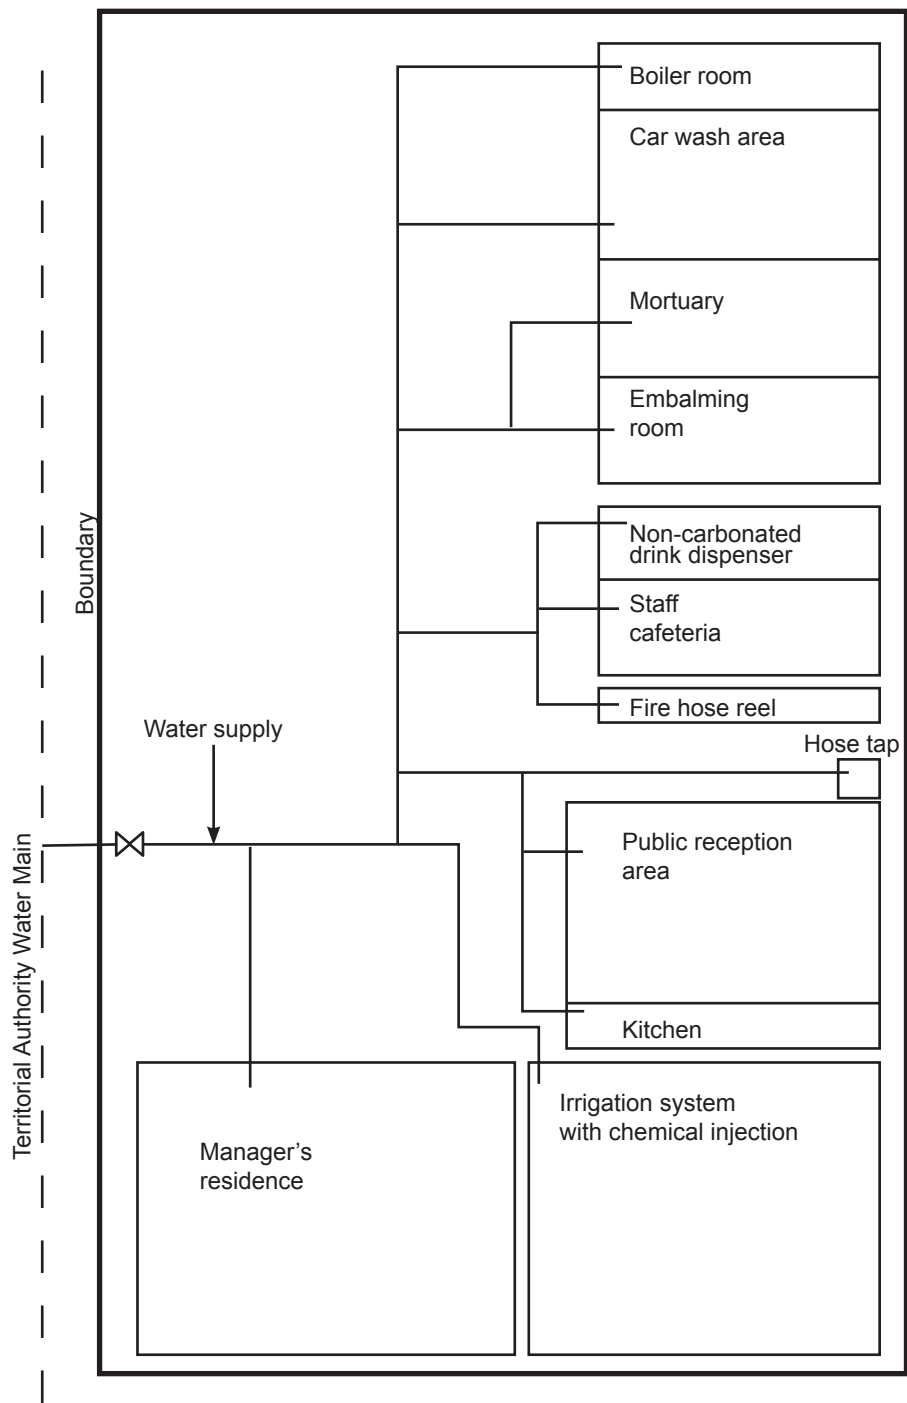 Boiler room
Car wash area
Mortuary
Embalming
room
Boundary
Non-carbonated
drink dispenser
Staff
cafeteria
Fire hose reel
Water supply
Hose tap
Territorial Authority Water Main
Public reception
area
Kitchen
Irrigation system
with chemical injection
Manager’s
residence